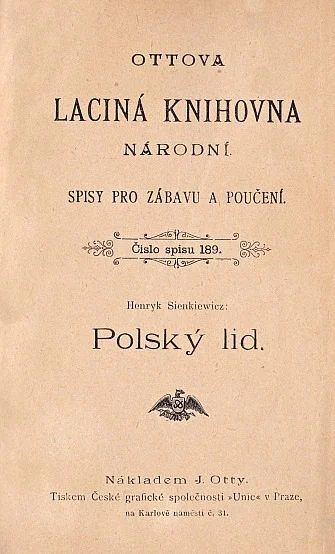 OTTOVA
LACINÁ KNIHOVNA
NÁRODNÍ.
SPISY PRO ZÁBAVU A POUČENÍ.
Číslo spisu 189.
Henryk Sienkiewicz:
Polský lid.
Nákladem J. Otty.
Tiskem České grafické společnosti »Unie« v Praze,
na Karlově náměstí č. 31.